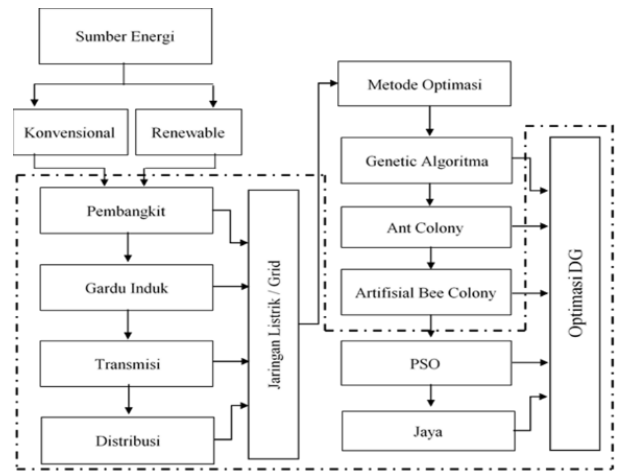 Sumber Energi
Konvensional
Renewable
Pembangkit
Gardu Induk
Transmisi
Distribusi
Jaringan Listrik / Grid
Metode Optimasi
Genetic Algoritma
Ant Colony
Artifisial Bee Colony
PSO
Jaya
Optimasi DG